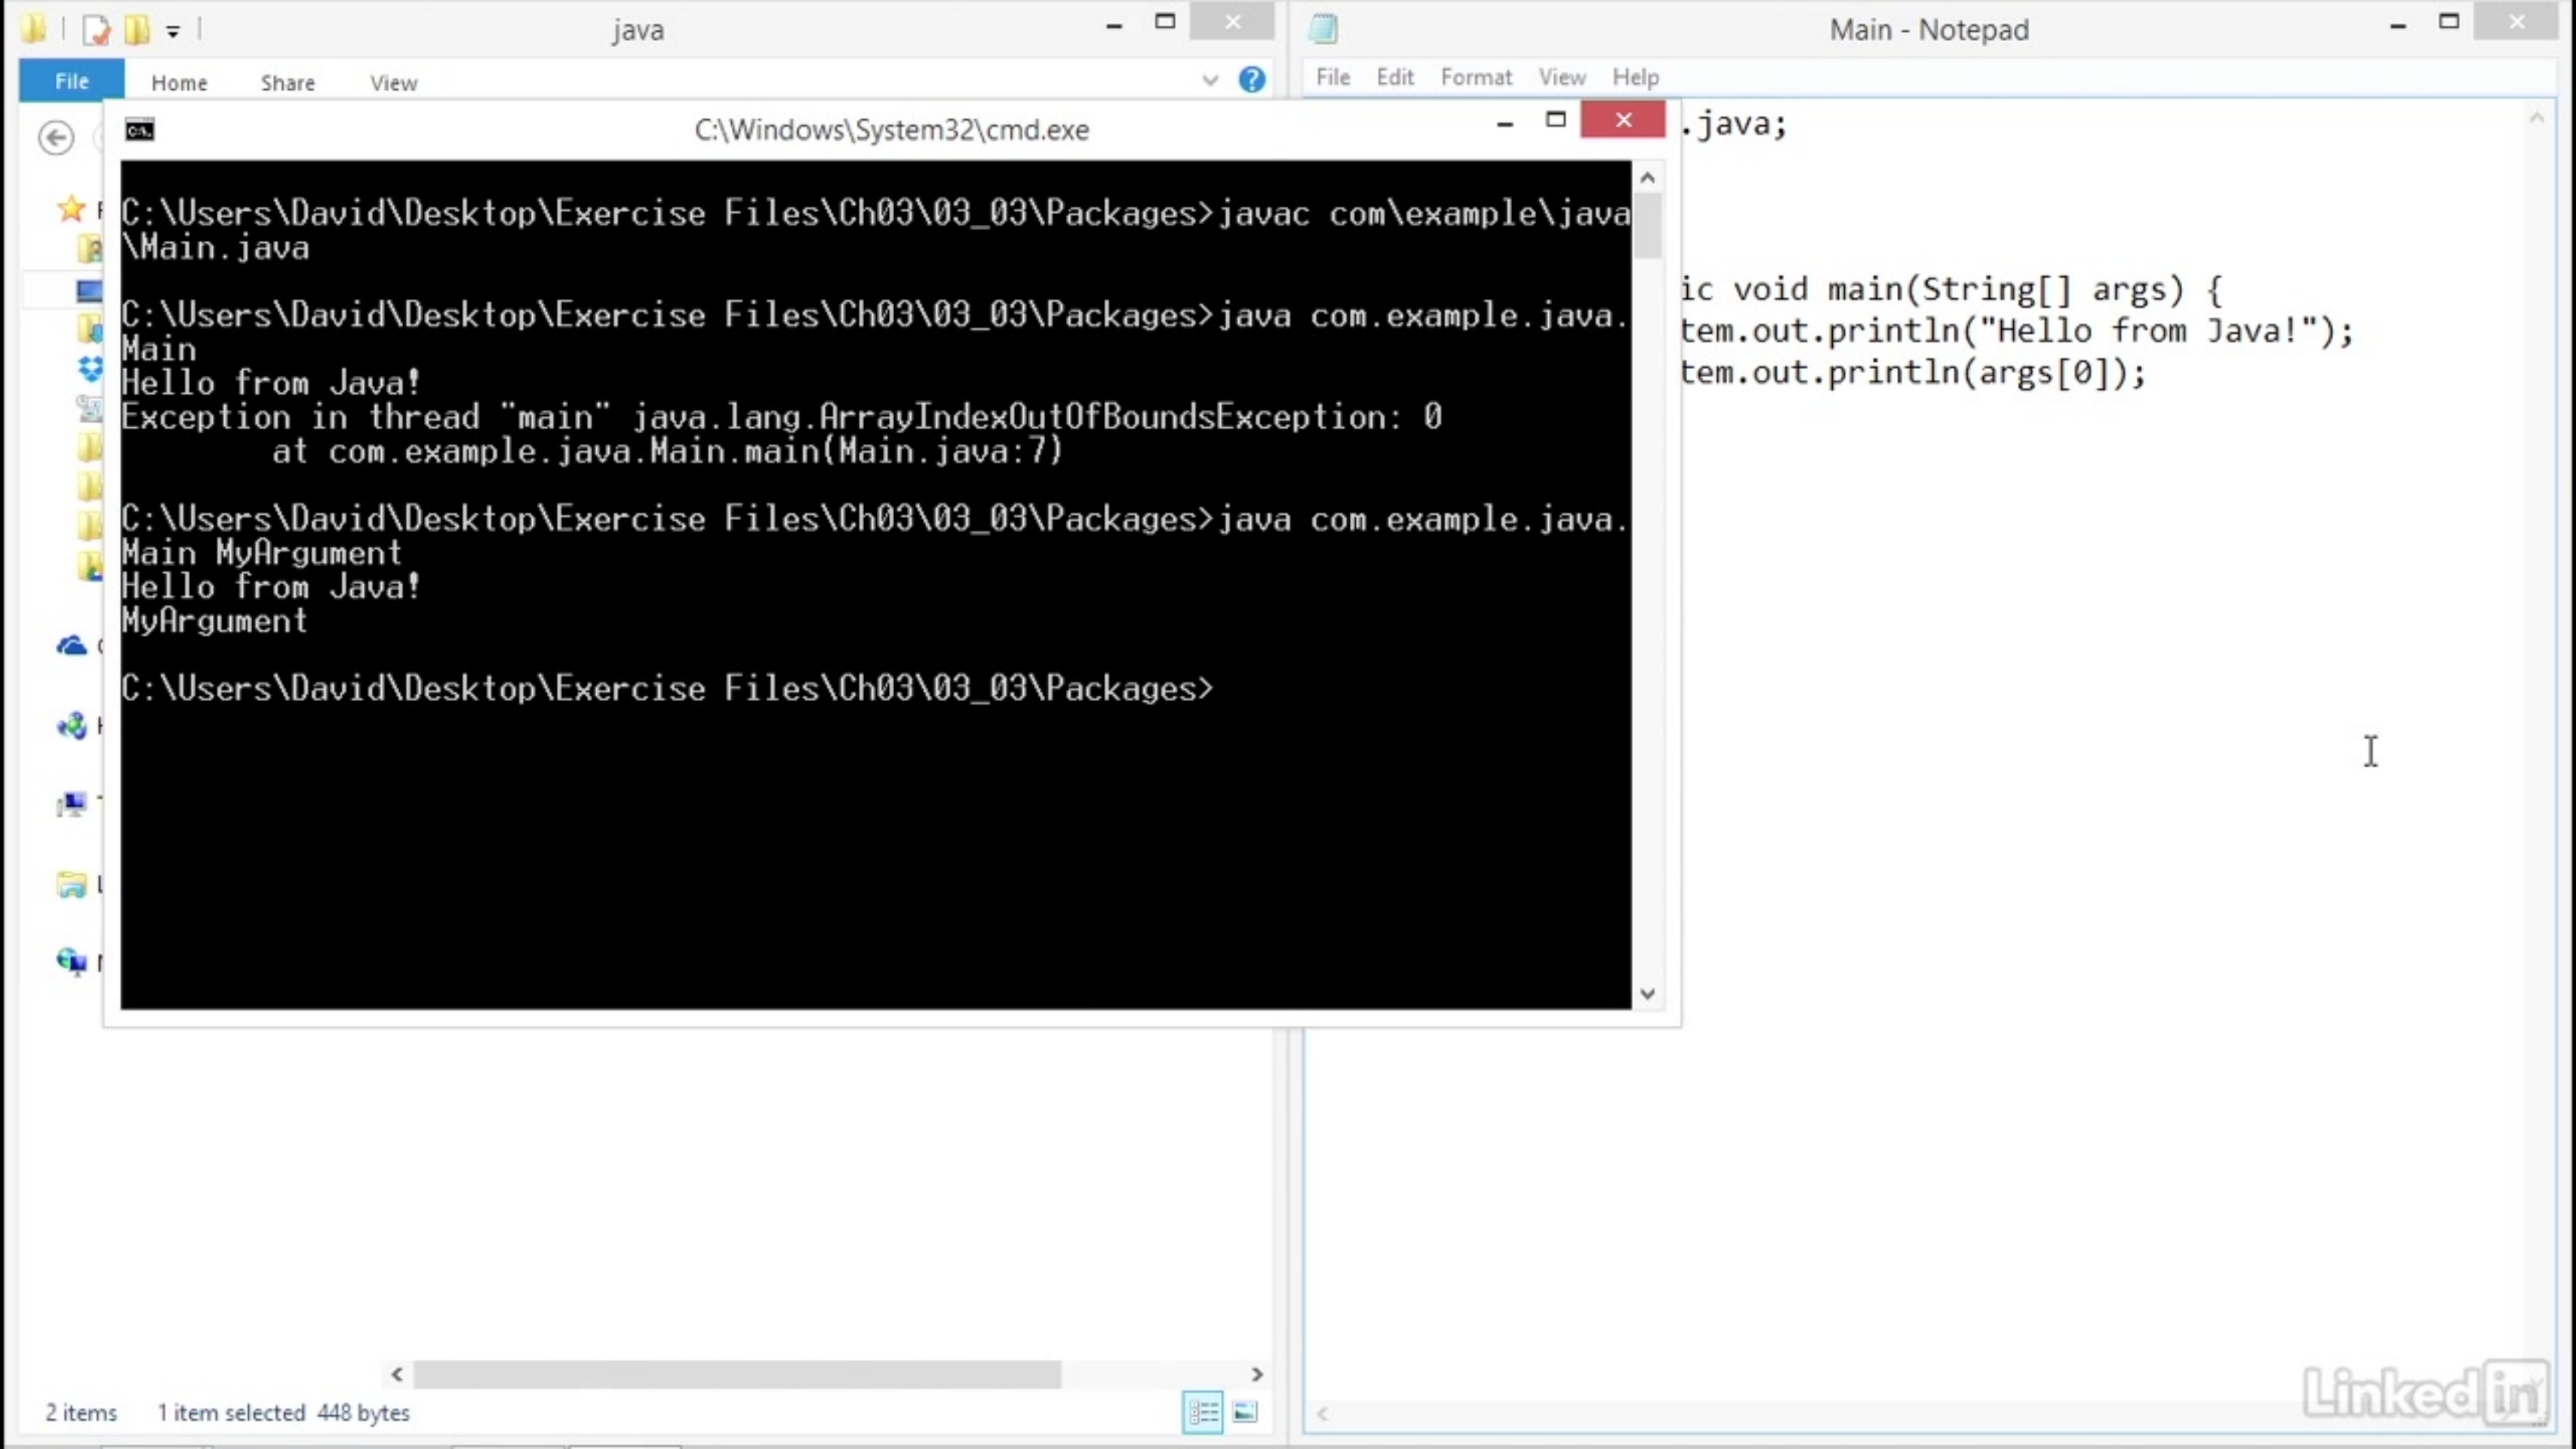 java
File Home Share View
C:\Windows\System32\cmd.exe
C:\Users\David\Desktop\Exercise Files\Ch03\03_03\Packages>javac com\example\java
\Main.java
C:\Users\David\Desktop\Exercise Files\Ch03\03_03\Packages>java com.example.java.
Main
Hello from Java!
Exception in thread "main" java.lang.ArrayIndexOutOfBoundsException: 0
at com.example.java.Main.main(Main.java:7)
C:\Users\David\Desktop\Exercise Files\Ch03\03_03\Packages>java com.example.java.
Main MyArgument
Hello from Java!
MyArgument
C:\Users\David\Desktop\Exercise Files\Ch03\03_03\Packages>
2 items 1 item selected 448 bytes
Main - Notepad
File Edit Format View Help
.java;
ic void main(String[] args) {
tem.out.println("Hello from Java!");
tem.out.println(args[0]);
Linked in